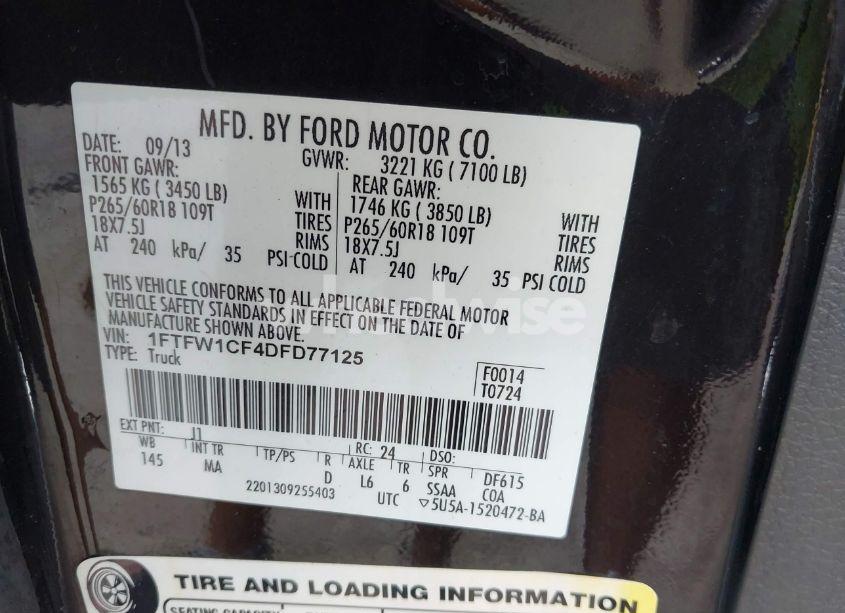 MFD. BY FORD MOTOR CO.
DATE: 09/13 GVWR: 3221 KG ( 7100 LB)
FRONT GAWR: REAR GAWR:
1565 KG ( 3450 LB) WITH 1746 KG ( 3850 LB) WITH
P265/60R18 109T TIRES P265/60R18 109T TIRES
18X7.5J RIMS 18X7.5J RIMS
AT 240 kPa/ 35 PSI COLD AT 240 kPa/ 35 PSI COLD
THIS VEHICLE CONFORMS TO ALL APPLICABLE FEDERAL MOTOR
VEHICLE SAFETY STANDARDS IN EFFECT ON THE DATE OF
MANUFACTURE SHOWN ABOVE.
VIN: 1FTFW1CF4DFD77125
TYPE: Truck
F0014
T0724
EXT PNT: J1 RC: 24 DSO:
WB INT TR TP/PS R AXLE TR SPR DF615
145 MA D L6 6 SSAA COA
2201309255403 UTC ▽5U5A-1520472-BA
TIRE AND LOADING INFORMATION
SEATING CAPACITY